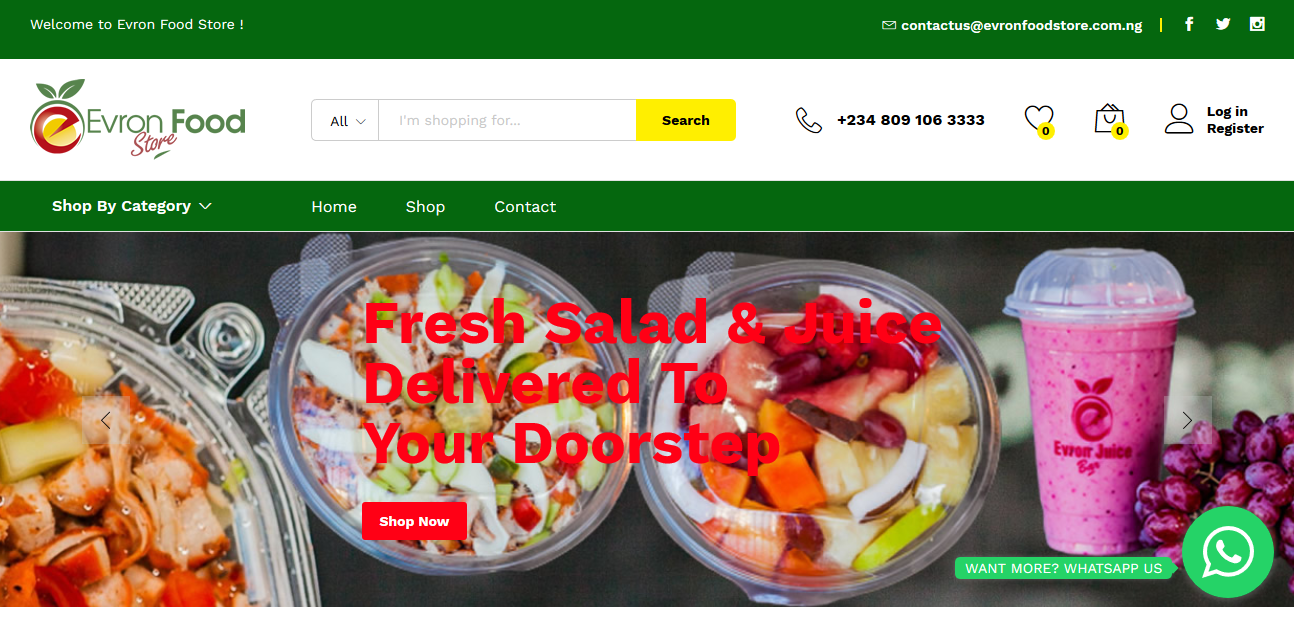 Welcome to Evron Food Store !
contactus@evronfoodstore.com.ng
Evron Food
Store
All
I'm shopping for...
Search
+234 809 106 3333
0
0
Log in
Register
Shop By Category
Home
Shop
Contact
Fresh Salad & Juice
Delivered To
Your Doorstep
Shop Now
Evron Juice
Bar
WANT MORE? WHATSAPP US